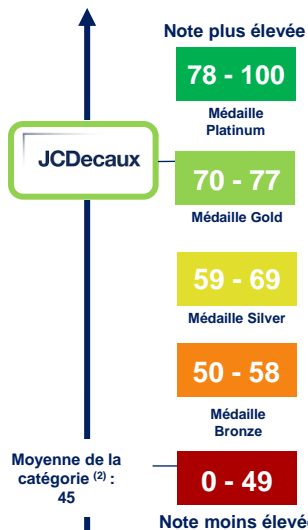 Note plus élevée
78 - 100
Médaille
Platinum
JCDecaux
70 - 77
Médaille Gold
59 - 69
Médaille Silver
50 - 58
Médaille
Bronze
Moyenne de la
catégorie (2) :
45
0 - 49
Note moins élevé